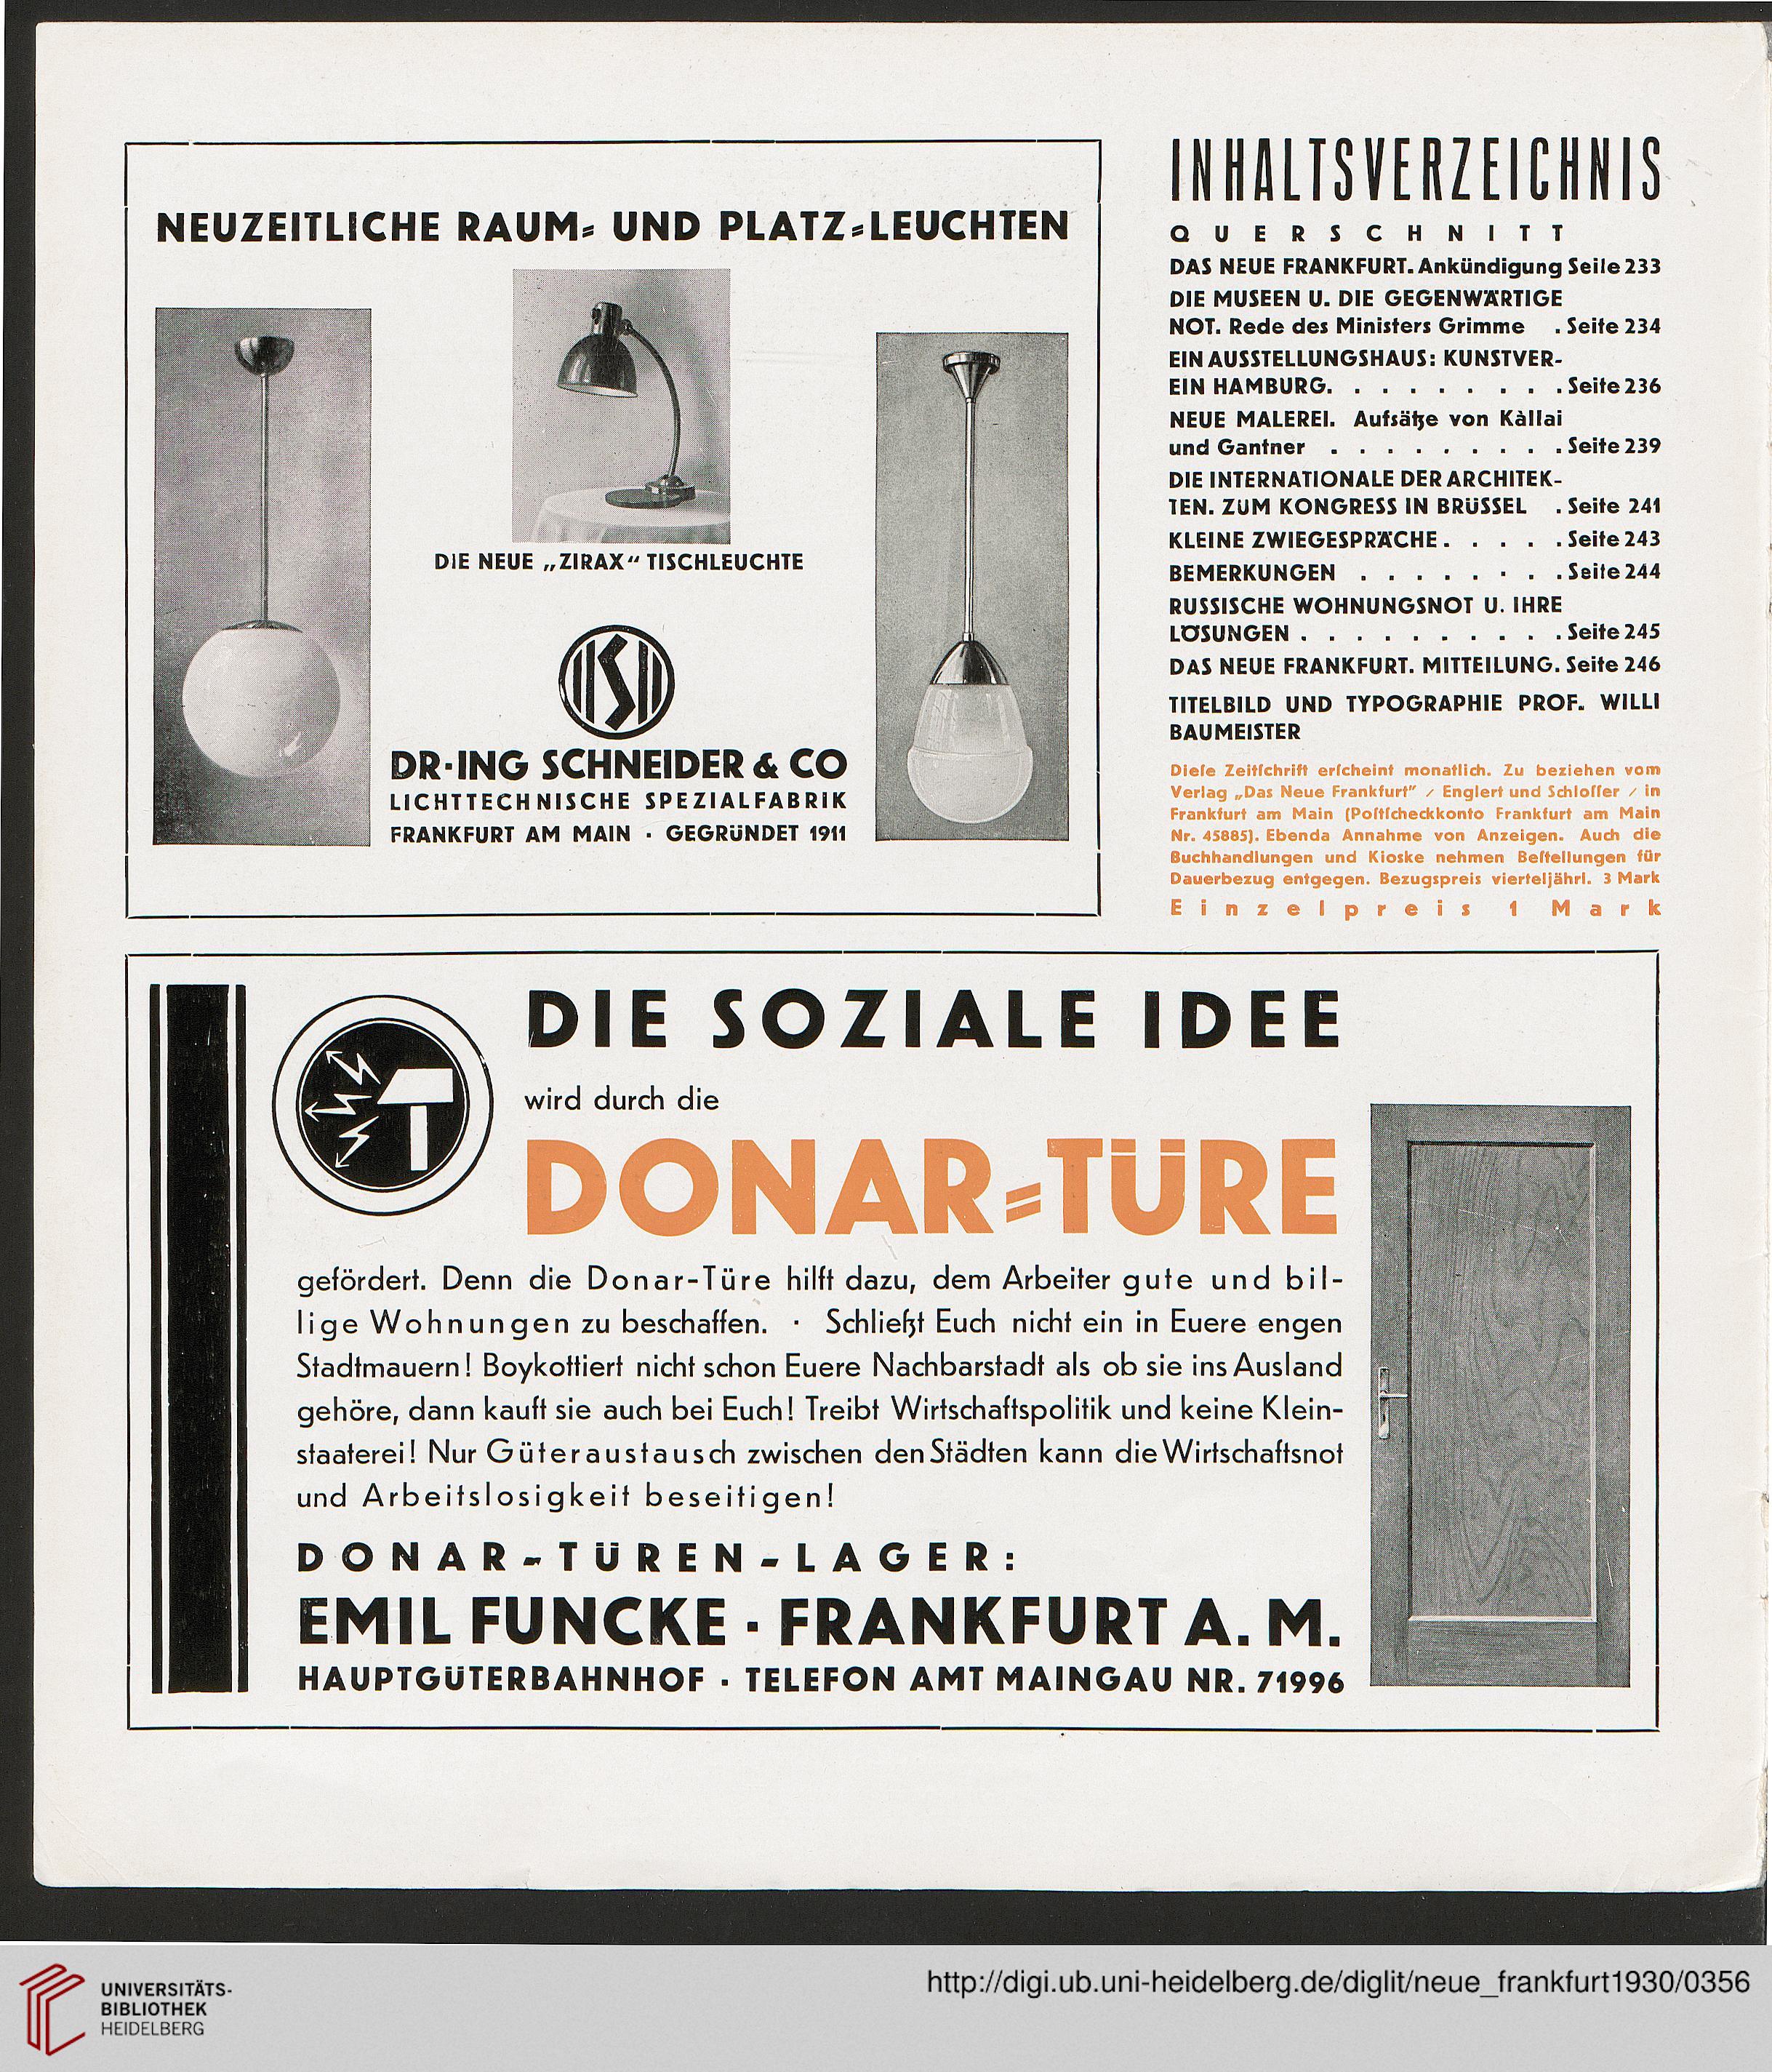 NEUZEITLICHE RAUM- UND PLATZ-LEUCHTEN
DIE NEUE „ZIRAX“ TISCHLEUCHTE
DR-ING SCHNEIDER & CO
LICHTTECHNISCHE SPEZIALFABRIK
FRANKFURT AM MAIN · GEGRÜNDET 1911
INHALTSVERZEICHNIS
QUERSCHNITT
DAS NEUE FRANKFURT. Ankündigung Seite 233
DIE MUSEEN U. DIE GEGENWÄRTIGE
NOT. Rede des Ministers Grimme . Seite 234
EIN AUSSTELLUNGSHAUS: KUNSTVER-
EIN HAMBURG. . . . . . . . . Seite 236
NEUE MALEREI. Aufsätze von Kàllai
und Gantner . . . . . . . . . Seite 239
DIE INTERNATIONALE DER ARCHITEK-
TEN. ZUM KONGRESS IN BRÜSSEL . Seite 241
KLEINE ZWIEGESPRÄCHE. . . . . Seite 243
BEMERKUNGEN . . . . . . . . Seite 244
RUSSISCHE WOHNUNGSNOT U. IHRE
LÖSUNGEN . . . . . . . . . . Seite 245
DAS NEUE FRANKFURT. MITTEILUNG. Seite 246
TITELBILD UND TYPOGRAPHIE PROF. WILLI
BAUMEISTER
Dieſe Zeitſchrift erſcheint monatlich. Zu beziehen vom
Verlag „Das Neue Frankfurt“ / Englert und Schloſſer / in
Frankfurt am Main (Poſtſcheckkonto Frankfurt am Main
Nr. 45885). Ebenda Annahme von Anzeigen. Auch die
Buchhandlungen und Kioske nehmen Beſtellungen für
Dauerbezug entgegen. Bezugspreis vierteljährl. 3 Mark
Einzelpreis 1 Mark
DIE SOZIALE IDEE
wird durch die
DONAR-TÜRE
gefördert. Denn die Donar-Türe hilft dazu, dem Arbeiter gute und bil-
lige Wohnungen zu beschaffen. · Schließt Euch nicht ein in Euere engen
Stadtmauern! Boykottiert nicht schon Euere Nachbarstadt als ob sie ins Ausland
gehöre, dann kauft sie auch bei Euch! Treibt Wirtschaftspolitik und keine Klein-
staaterei! Nur Güteraustausch zwischen den Städten kann die Wirtschaftsnot
und Arbeitslosigkeit beseitigen!
DONAR-TÜREN-LAGER:
EMIL FUNCKE · FRANKFURT A. M.
HAUPTGÜTERBAHNHOF · TELEFON AMT MAINGAU NR. 71996
UNIVERSITÄTS-
BIBLIOTHEK
HEIDELBERG
http://digi.ub.uni-heidelberg.de/diglit/neue_frankfurt1930/0356